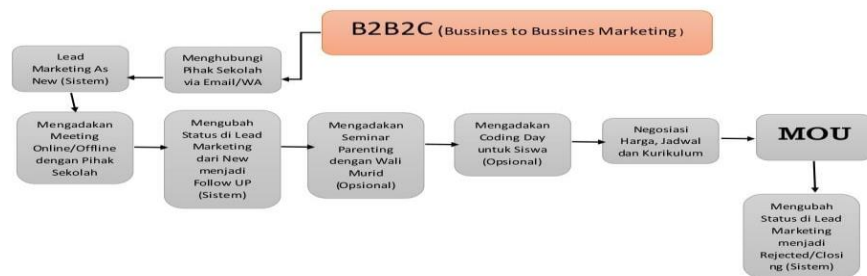 B2B2C (Bussines to Bussines Marketing )
Menghubungi
Pihak Sekolah
via Email/WA
Lead
Marketing As
New (Sistem)
Mengadakan
Meeting
Online/Offline
dengan Pihak
Sekolah
Mengubah
Status di Lead
Marketing
dari New
menjadi
Follow UP
(Sistem)
Mengadakan
Seminar
Parenting
dengan Wali
Murid
(Opsional)
Mengadakan
Coding Day
untuk Siswa
(Opsional)
Negosiasi
Harga, Jadwal
dan Kurikulum
MOU
Mengubah
Status di Lead
Marketing
menjadi
Rejected/Closi
ng (Sistem)